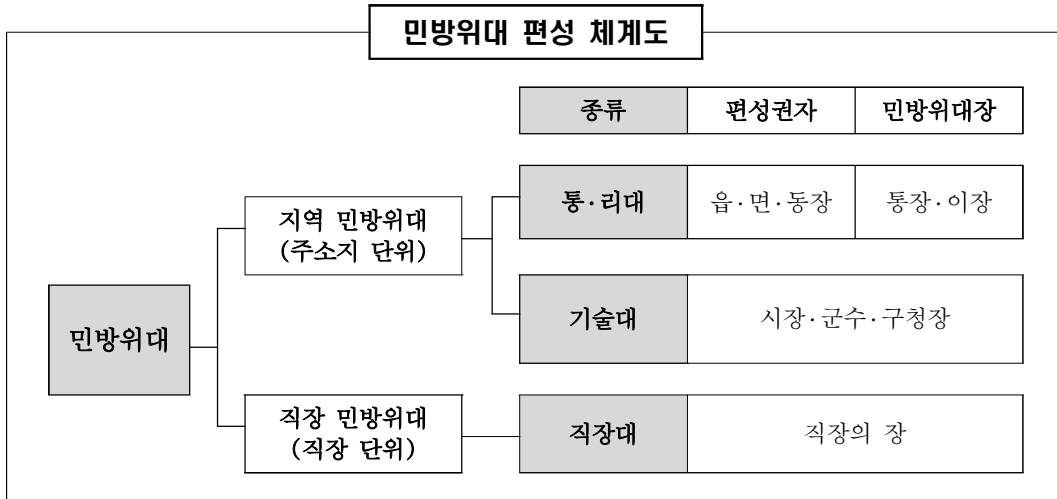 민방위대 편성 체계도
종류 편성권자 민방위대장
통·리대 읍·면·동장 통장·이장
지역 민방위대
(주소지 단위)
기술대 시장·군수·구청장
민방위대
직장 민방위대
(직장 단위)
직장대 직장의 장